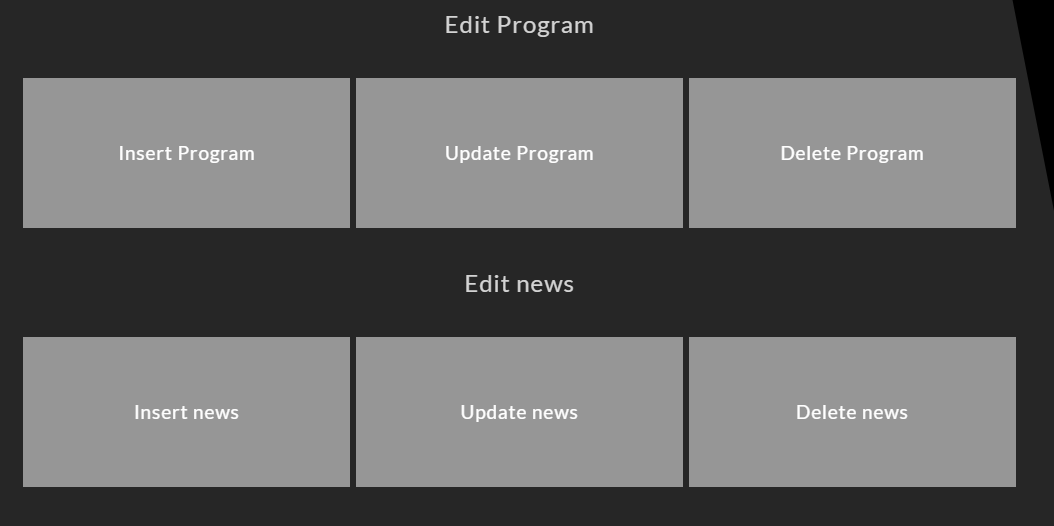 Edit Program
Insert Program
Update Program
Delete Program
Edit news
Insert news
Update news
Delete news